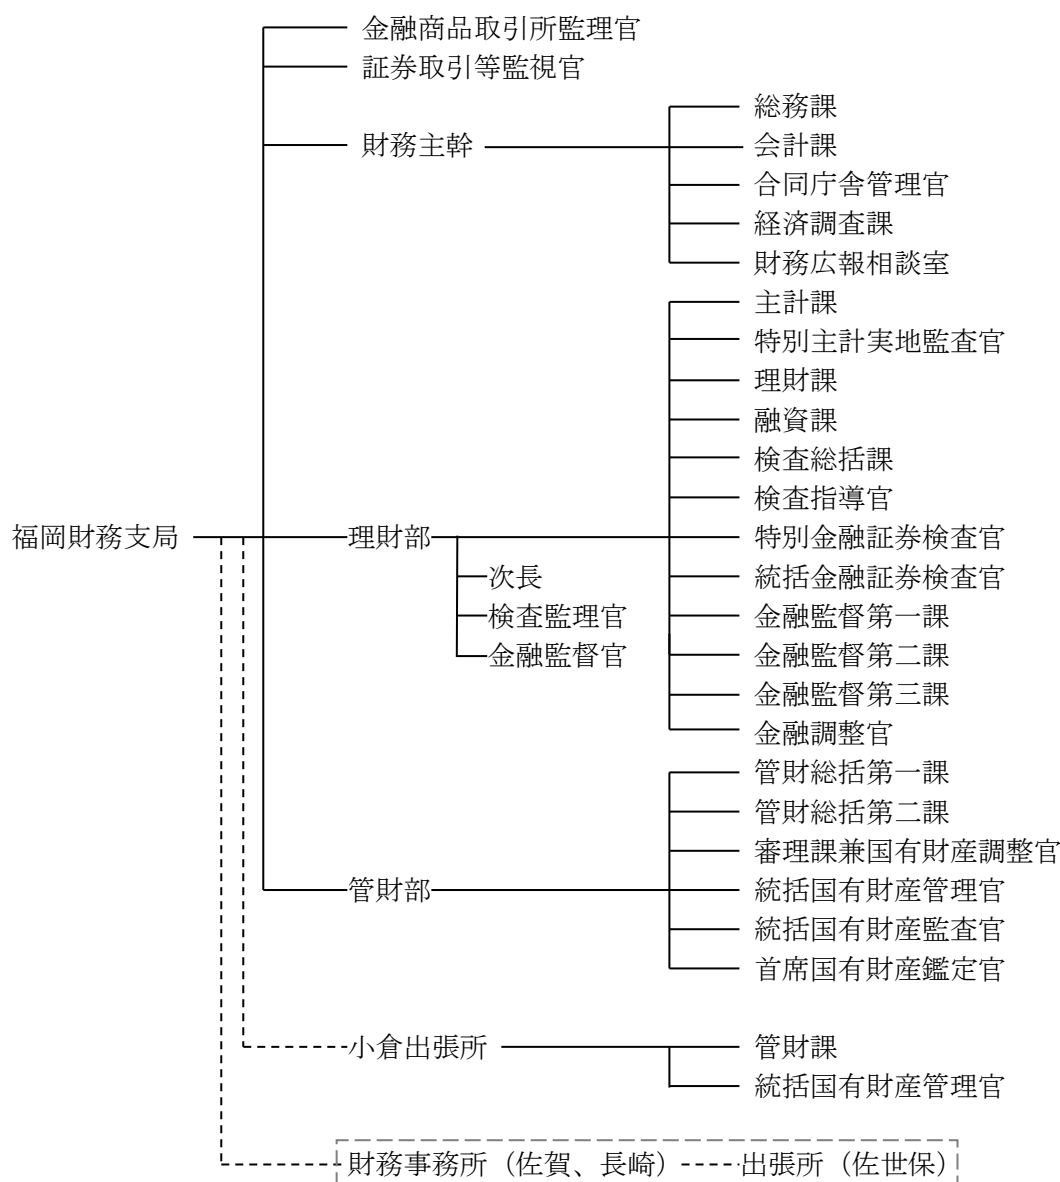 金融商品取引所監理官
証券取引等監視官
総務課
財務主幹 会計課
合同庁舎管理官
経済調査課
財務広報相談室
主計課
特別主計実地監査官
理財課
融資課
検査総括課
検査指導官
福岡財務支局 理財部 特別金融証券検査官
次長 統括金融証券検査官
検査監理官 金融監督第一課
金融監督官 金融監督第二課
金融監督第三課
金融調整官
管財総括第一課
管財総括第二課
審理課兼国有財産調整官
管財部 統括国有財産管理官
統括国有財産監査官
首席国有財産鑑定官
小倉出張所 管財課
統括国有財産管理官
財務事務所（佐賀、長崎） 出張所（佐世保）